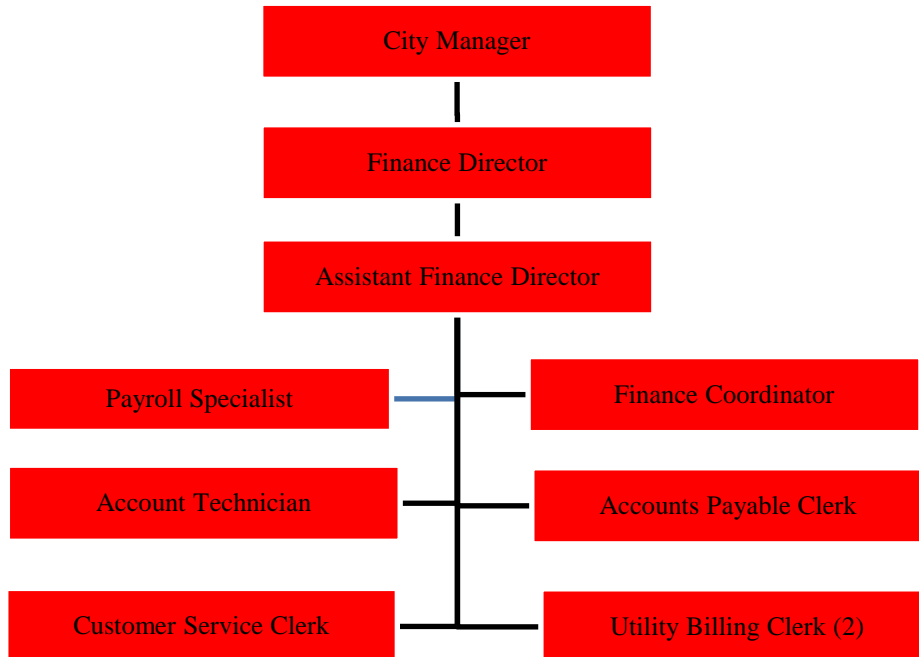 City Manager
Finance Director
Assistant Finance Director
Payroll Specialist
Finance Coordinator
Account Technician
Accounts Payable Clerk
Customer Service Clerk
Utility Billing Clerk (2)